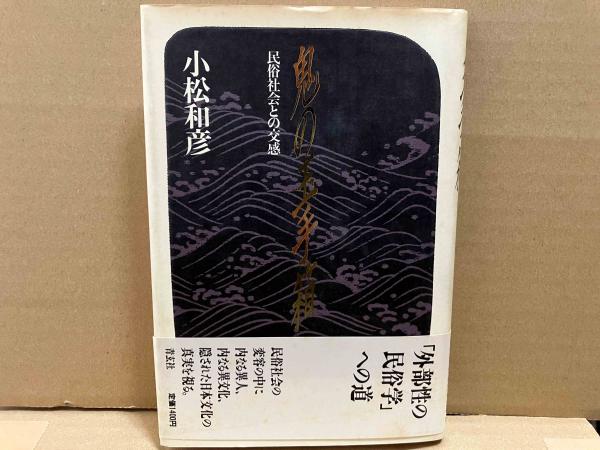 鬼の玉手箱
民俗社会との交感
小松和彦
「外部性の
民俗学」
への道
民俗社会の
変容の中に
内なる異人、
内なる異文化、
隠された日本文化の
真実を視る。
青玄社
定価1400円